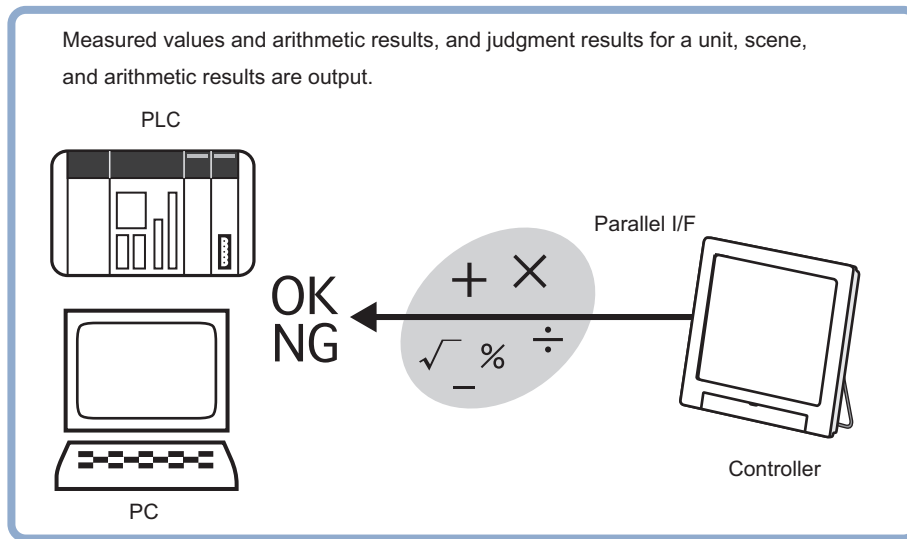 Measured values and arithmetic results, and judgment results for a unit, scene,
and arithmetic results are output.
PLC
Parallel I/F
+ ×
OK
NG
√ % ÷
−
Controller
PC